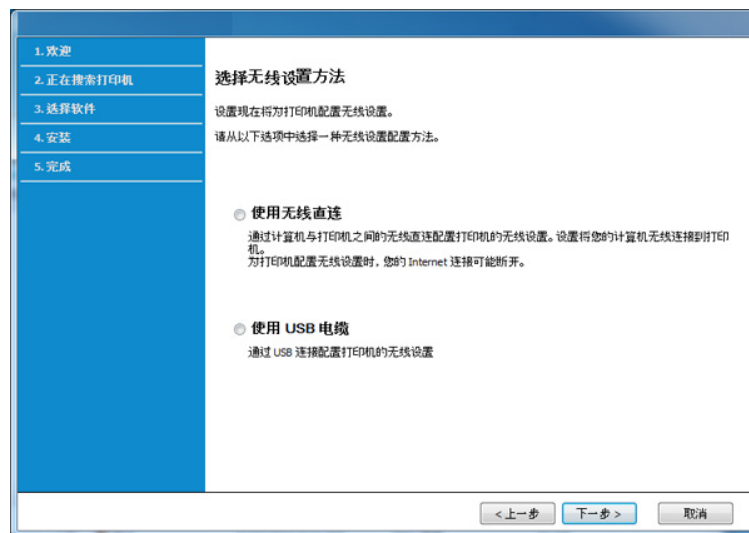 1.欢迎
2.正在搜索打印机
3.选择软件
4.安装
5.完成
选择无线设置方法
设置现在将为打印机配置无线设置。
请从以下选项中选择一种无线设置配置方法。
使用无线直连
通过计算机与打印机之间的无线直连配置打印机的无线设置。设置将您的计算机无线连接到打印
机。
为打印机配置无线设置时，您的 Internet 连接可能断开。
使用 USB 电缆
通过 USB 连接配置打印机的无线设置
<上一步
下一步>
取消